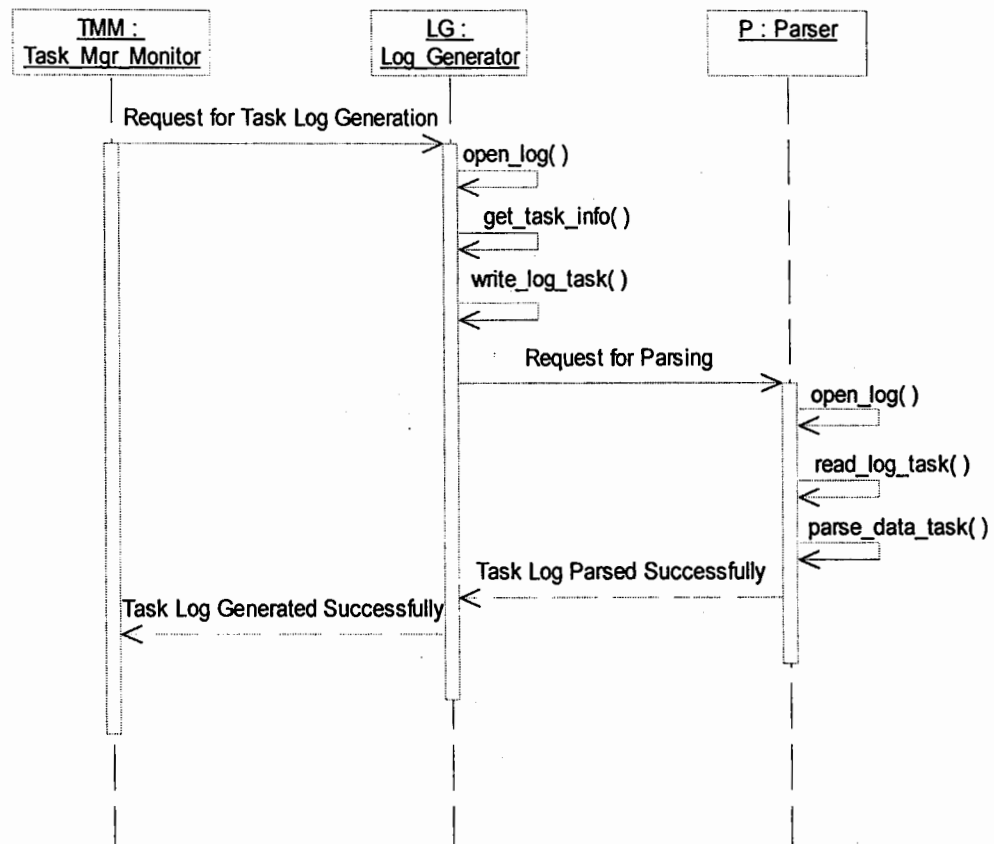 TMM :
Task_Mgr_Monitor
LG :
Log_Generator
P : Parser
Request for Task Log Generation
open_log( )
get_task_info( )
write_log_task( )
Request for Parsing
open_log( )
read_log_task( )
parse_data_task( )
Task Log Parsed Successfully
Task Log Generated Successfully